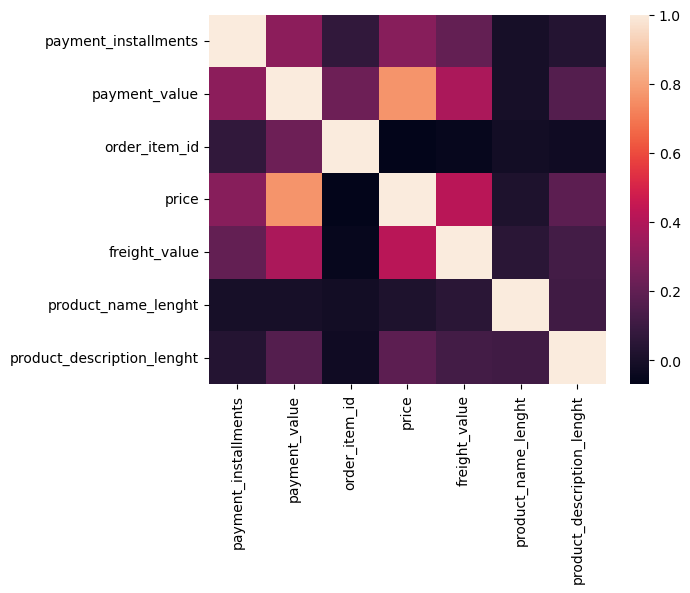 payment_installments
payment_value
order_item_id
price
freight_value
product_name_lenght
product_description_lenght
payment_installments
payment_value
order_item_id
price
freight_value
product_name_lenght
product_description_lenght
1.0
0.8
0.6
0.4
0.2
0.0